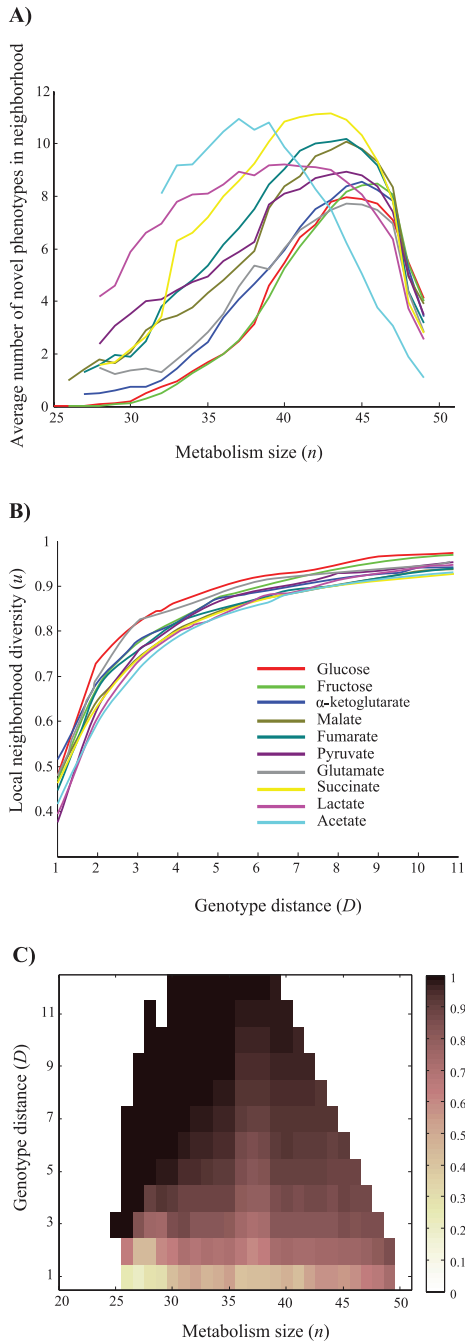 A)
Average number of novel phenotypes in neighborhood
12
10
8
6
4
2
0
25 30 35 40 45 50
Metabolism size (n)
B)
Local neighborhood diversity (u)
1
0.9
0.8
0.7
0.6
0.5
0.4
Glucose
Fructose
α-ketoglutarate
Malate
Fumarate
Pyruvate
Glutamate
Succinate
Lactate
Acetate
1 2 3 4 5 6 7 8 9 10 11
Genotype distance (D)
C)
Genotype distance (D)
11
9
7
5
3
1
20 25 30 35 40 45 50
Metabolism size (n)
1
0.9
0.8
0.7
0.6
0.5
0.4
0.3
0.2
0.1
0